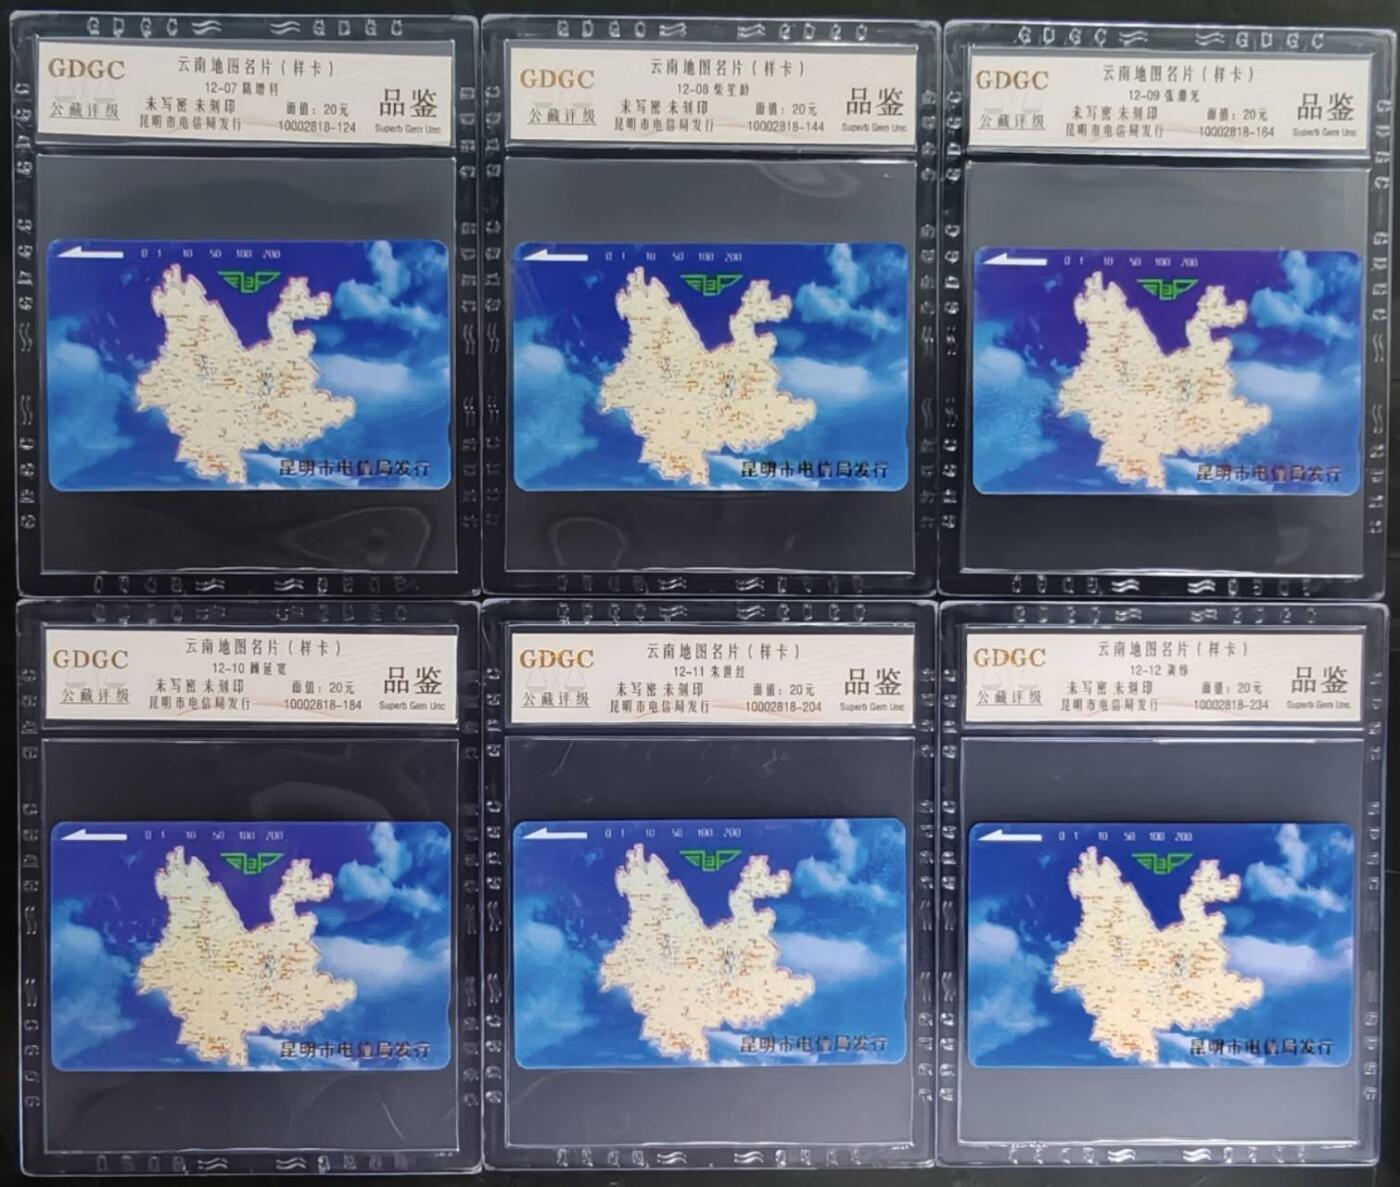 GDGC
云南地图名片（样卡）
12-07 陈增科
未写密 未刻印 面值：20元
公藏评级
昆明市电信局发行 10002818-124
品鉴
Superb Gem Unc
0 1 10 50 100 200
昆明市电信局发行
GDGC
云南地图名片（样卡）
12-08 柴笙龄
未写密 未刻印 面值：20元
公藏评级
昆明市电信局发行 10002818-144
品鉴
Superb Gem Unc
0 1 10 50 100 200
昆明市电信局发行
GDGC
云南地图名片（样卡）
12-09
未写密 未刻印 面值：20元
公藏评级
昆明市电信局发行 10002818-164
品鉴
Superb Gem Unc
0 1 10 50 100 200
昆明市电信局发行
GDGC
云南地图名片（样卡）
12-10 顾延宽
未写密 未刻印 面值：20元
公藏评级
昆明市电信局发行 10002818-184
品鉴
Superb Gem Unc
0 1 10 50 100 200
昆明市电信局发行
GDGC
云南地图名片（样卡）
12-11 朱世红
未写密 未刻印 面值：20元
公藏评级
昆明市电信局发行 10002818-204
品鉴
Superb Gem Unc
0 1 10 50 100 200
昆明市电信局发行
GDGC
云南地图名片（样卡）
12-12
未写密 未刻印 面值：20元
公藏评级
昆明市电信局发行 10002818-234
品鉴
Superb Gem Unc
0 1 10 50 100 200
昆明市电信局发行